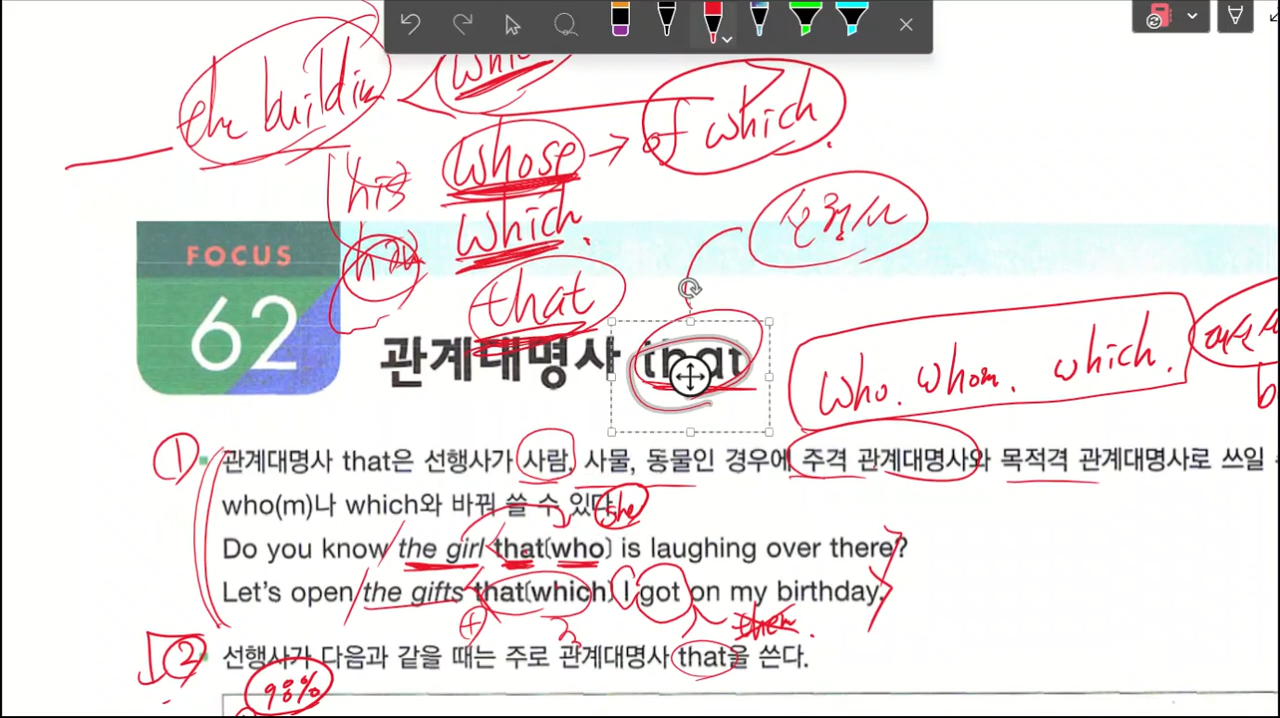 the buildin
whose → of which.
his
which.
that
선행사
FOCUS
62
관계대명사 that
who. whom. which.
① 관계대명사 that은 선행사가 사람, 사물, 동물인 경우에 주격 관계대명사와 목적격 관계대명사로 쓰일
who(m)나 which와 바꿔 쓸 수 있다.
she
Do you know the girl that(who) is laughing over there?
Let's open the gifts that(which) I got on my birthday.
them.
② 선행사가 다음과 같을 때는 주로 관계대명사 that을 쓴다.
90%